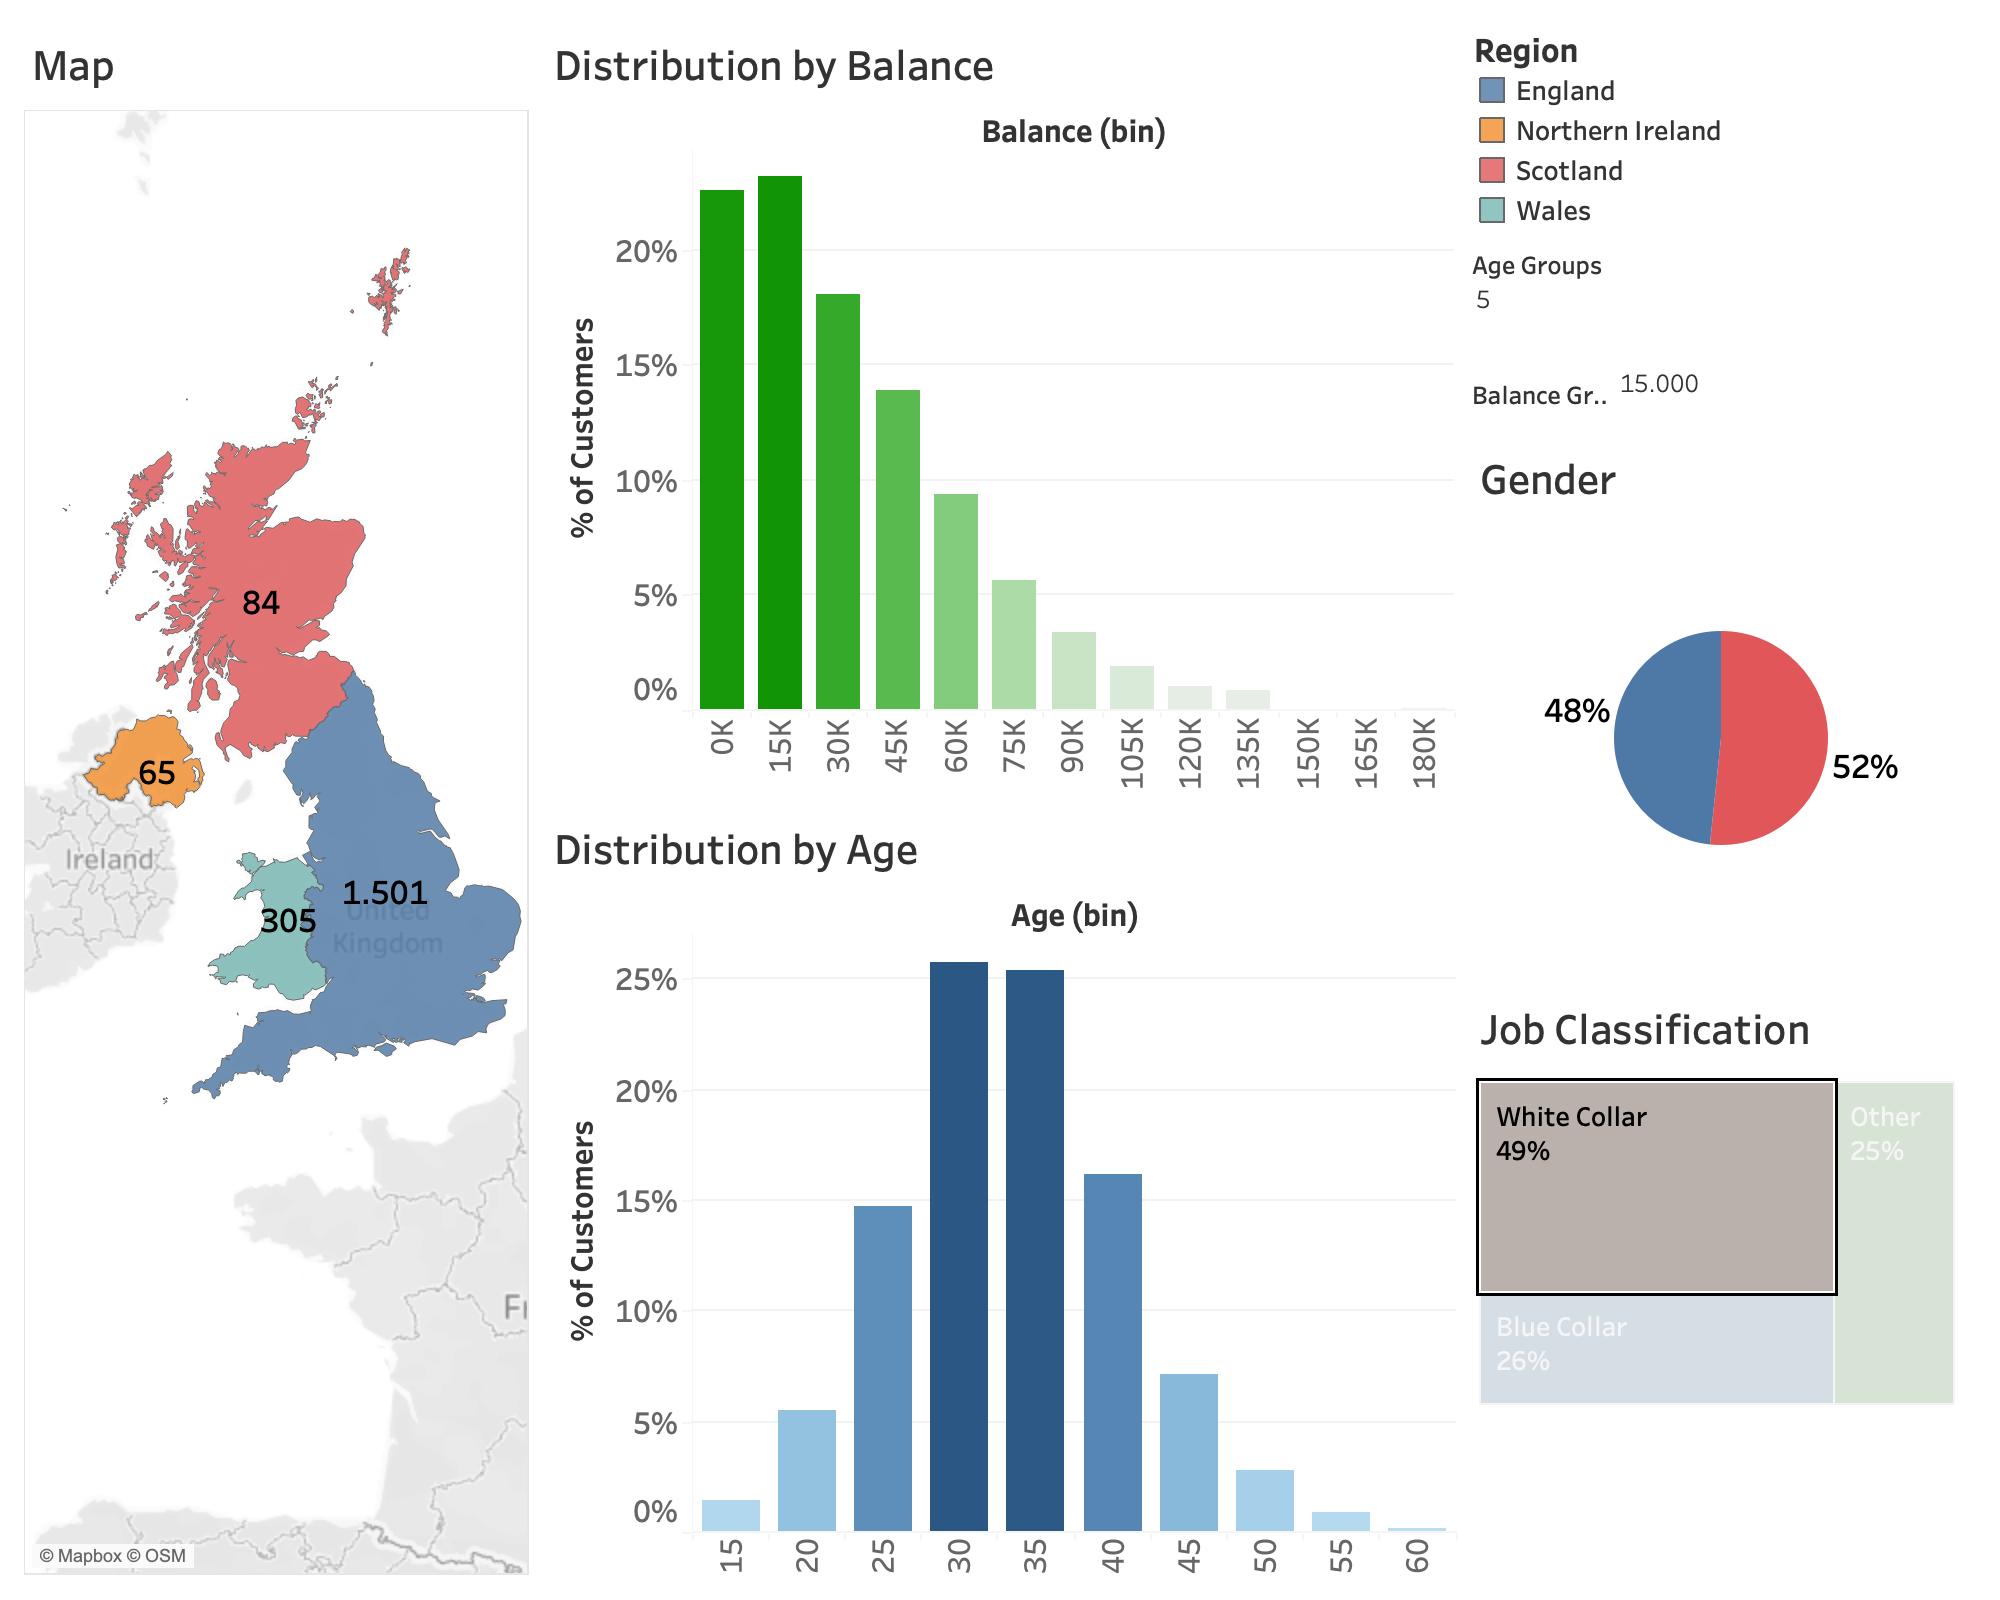 Map
84
65
305
1.501
Ireland
United
Kingdom
© Mapbox © OSM
Distribution by Balance
Balance (bin)
% of Customers
20%
15%
10%
5%
0%
0K
15K
30K
45K
60K
75K
90K
105K
120K
135K
150K
165K
180K
Distribution by Age
Age (bin)
% of Customers
25%
20%
15%
10%
5%
0%
15
20
25
30
35
40
45
50
55
60
Region
England
Northern Ireland
Scotland
Wales
Age Groups
5
Balance Gr.. 15.000
Gender
48%
52%
Job Classification
White Collar
49%
Other
25%
Blue Collar
26%